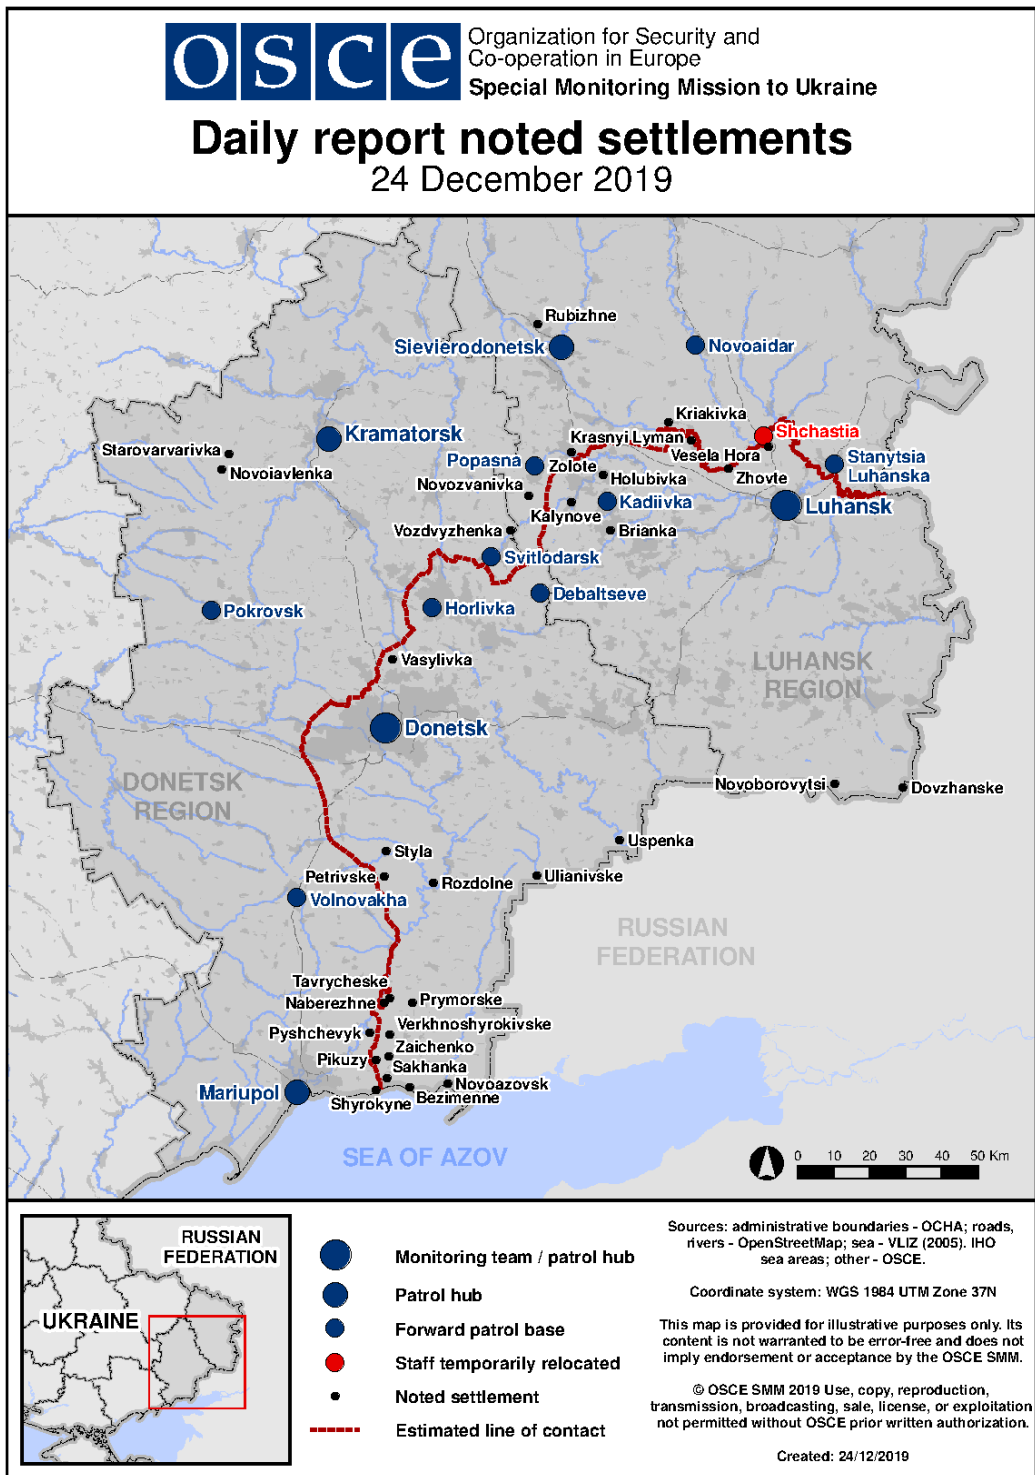 OSCE
Organization for Security and
Co-operation in Europe
Special Monitoring Mission to Ukraine
Daily report noted settlements
24 December 2019
Rubizhne
Sievierodonetsk
Novoaidar
Kriakivka
Kramatorsk
Krasnyi Lyman
Shchastia
Starovarvarivka
Vesela Hora
Stanytsia
Luhanska
Novoiavlenka
Popasna
Zolote
Holubivka
Zhovte
Novozvanivka
Kadiivka
Luhansk
Kalynove
Vozdvyzhenka
Brianka
Svitlodarsk
Debaltseve
Pokrovsk
Horlivka
Vasylivka
LUHANSK
REGION
Donetsk
DONETSK
REGION
Novoborovytsi
Dovzhanske
Uspenka
Styla
Petrivske
Rozdolne
Ulianivske
Volnovakha
RUSSIAN
FEDERATION
Tavrycheske
Naberezhne
Prymorske
Pyshchevyk
Verkhnoshyrokivske
Zaichenko
Pikuzy
Sakhanka
Mariupol
Novoazovsk
Shyrokyne
Bezimenne
SEA OF AZOV
0 10 20 30 40 50 Km
RUSSIAN
FEDERATION
UKRAINE
Monitoring team / patrol hub
Patrol hub
Forward patrol base
Staff temporarily relocated
Noted settlement
Estimated line of contact
Sources: administrative boundaries - OCHA; roads,
rivers - OpenStreetMap; sea - VLIZ (2005). IHO
sea areas; other - OSCE.
Coordinate system: WGS 1984 UTM Zone 37N
This map is provided for illustrative purposes only. Its
content is not warranted to be error-free and does not
imply endorsement or acceptance by the OSCE SMM.
© OSCE SMM 2019 Use, copy, reproduction,
transmission, broadcasting, sale, license, or exploitation
not permitted without OSCE prior written authorization.
Created: 24/12/2019